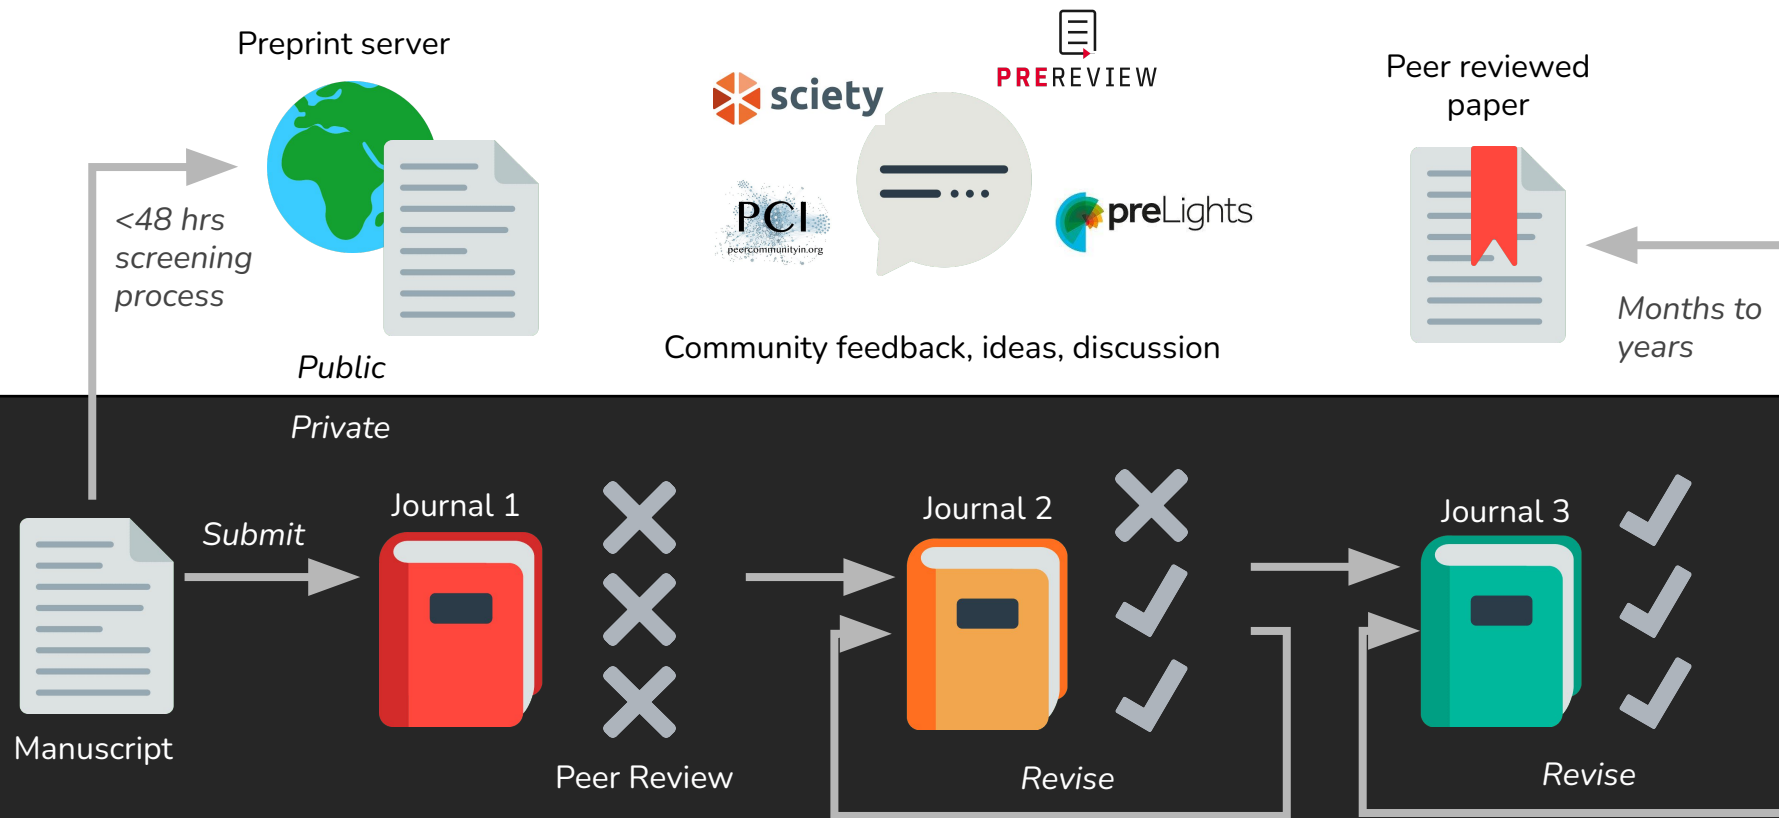 Preprint server
<48 hrs
screening
process
sciety
PREREVIEW
PCI
peercommunityin.org
preLights
Community feedback, ideas, discussion
Peer reviewed
paper
Months to
years
Public
Private
Manuscript
Submit
Journal 1
Peer Review
Journal 2
Revise
Journal 3
Revise